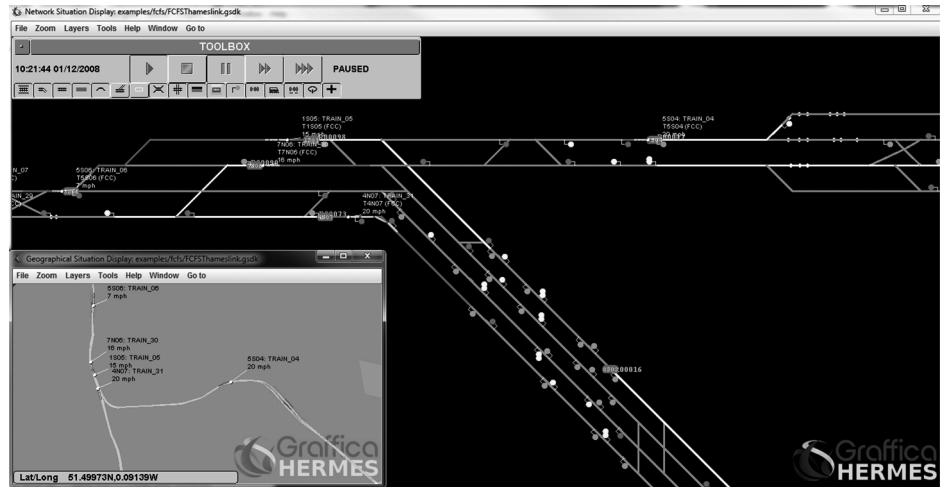 Network Situation Display: examples/fcfs/FCFSThameslink.gsdk
File Zoom Layers Tools Help Window Go to
TOOLBOX
10:21:44 01/12/2008
PAUSED
1S05: TRAIN_05
T1S05 (FCC)
15 mph
7N06: TRAIN_
T7N06 (FCC)
16 mph
5S04: TRAIN_04
T5S04 (FCC)
N_07
5S06: TRAIN_06
T5S06 (FCC)
7 mph
4N07: TRAIN_31
T4N07 (FCC)
20 mph
Geographical Situation Display: examples/fcfs/FCFSThameslink.gsdk
File Zoom Layers Tools Help Window Go to
5S06: TRAIN_06
7 mph
7N06: TRAIN_30
16 mph
1S05: TRAIN_05
15 mph
4N07: TRAIN_31
20 mph
5S04: TRAIN_04
20 mph
Graffica
HERMES
Lat/Long 51.49973N,0.09139W
Graffica
HERMES